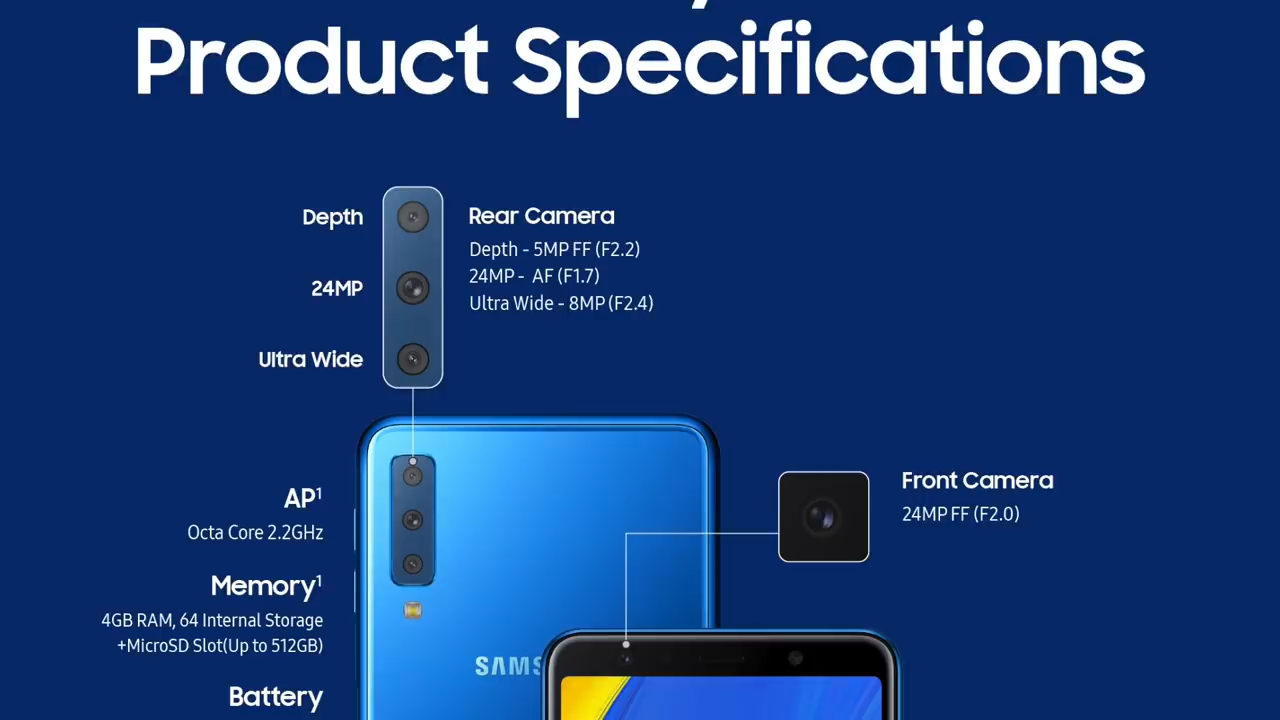 Product Specifications
Depth
24MP
Ultra Wide
Rear Camera
Depth - 5MP FF (F2.2)
24MP - AF (F1.7)
Ultra Wide - 8MP (F2.4)
AP¹
Octa Core 2.2GHz
Memory¹
4GB RAM, 64 Internal Storage
+MicroSD Slot(Up to 512GB)
Battery
Front Camera
24MP FF (F2.0)
SAMS